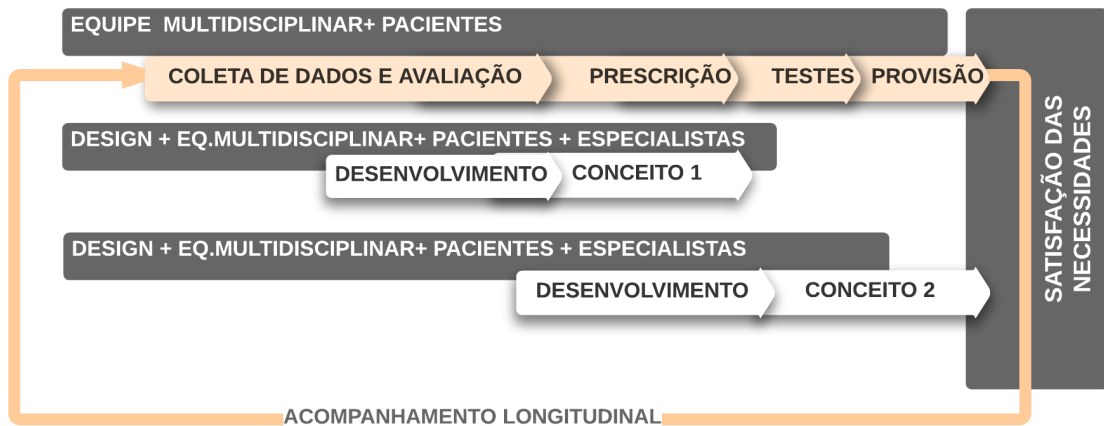 EQUIPE MULTIDISCIPLINAR+ PACIENTES
COLETA DE DADOS E AVALIAÇÃO
PRESCRIÇÃO
TESTES
PROVISÃO
DESIGN + EQ.MULTIDISCIPLINAR+ PACIENTES + ESPECIALISTAS
DESENVOLVIMENTO
CONCEITO 1
DESIGN + EQ.MULTIDISCIPLINAR+ PACIENTES + ESPECIALISTAS
DESENVOLVIMENTO
CONCEITO 2
SATISFAÇÃO DAS
NECESSIDADES
ACOMPANHAMENTO LONGITUDINAL